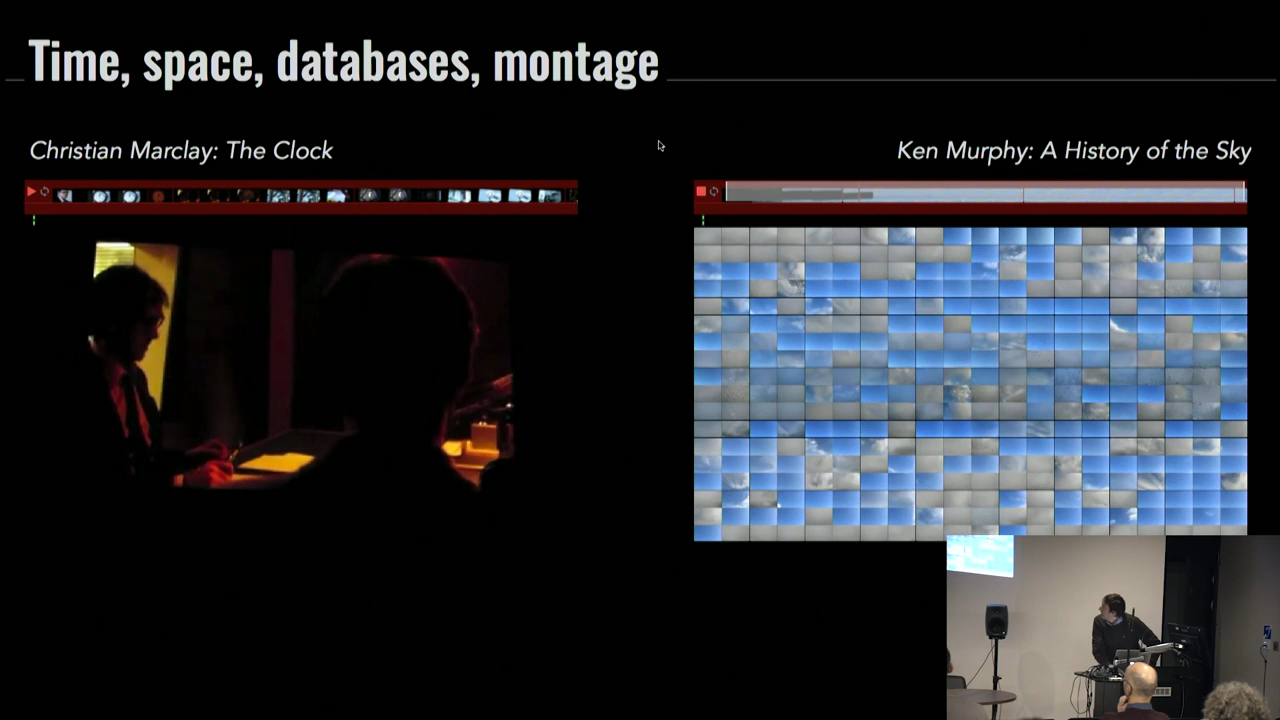 Time, space, databases, montage
Christian Marclay: The Clock
Ken Murphy: A History of the Sky